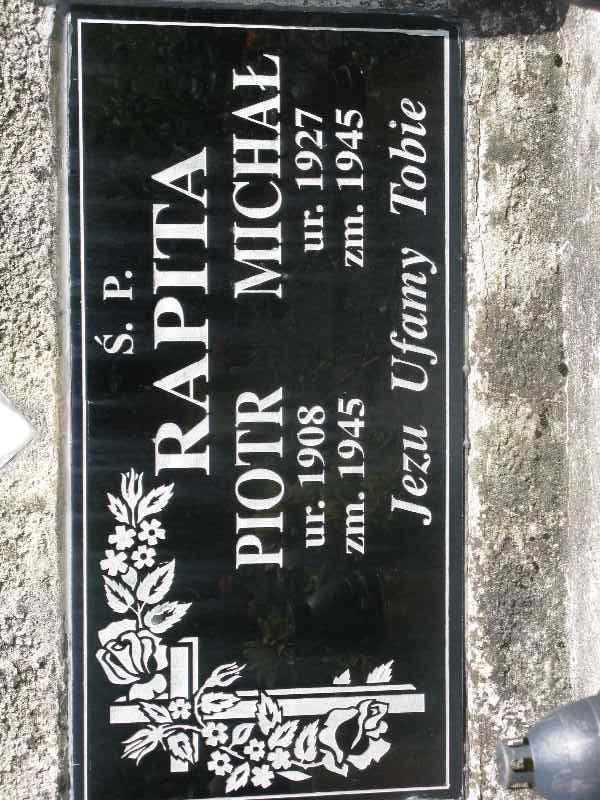 Ś. P.
RAPITA
PIOTR MICHAŁ
ur. 1908 ur. 1927
zm. 1945 zm. 1945
Jezu Ufamy Tobie